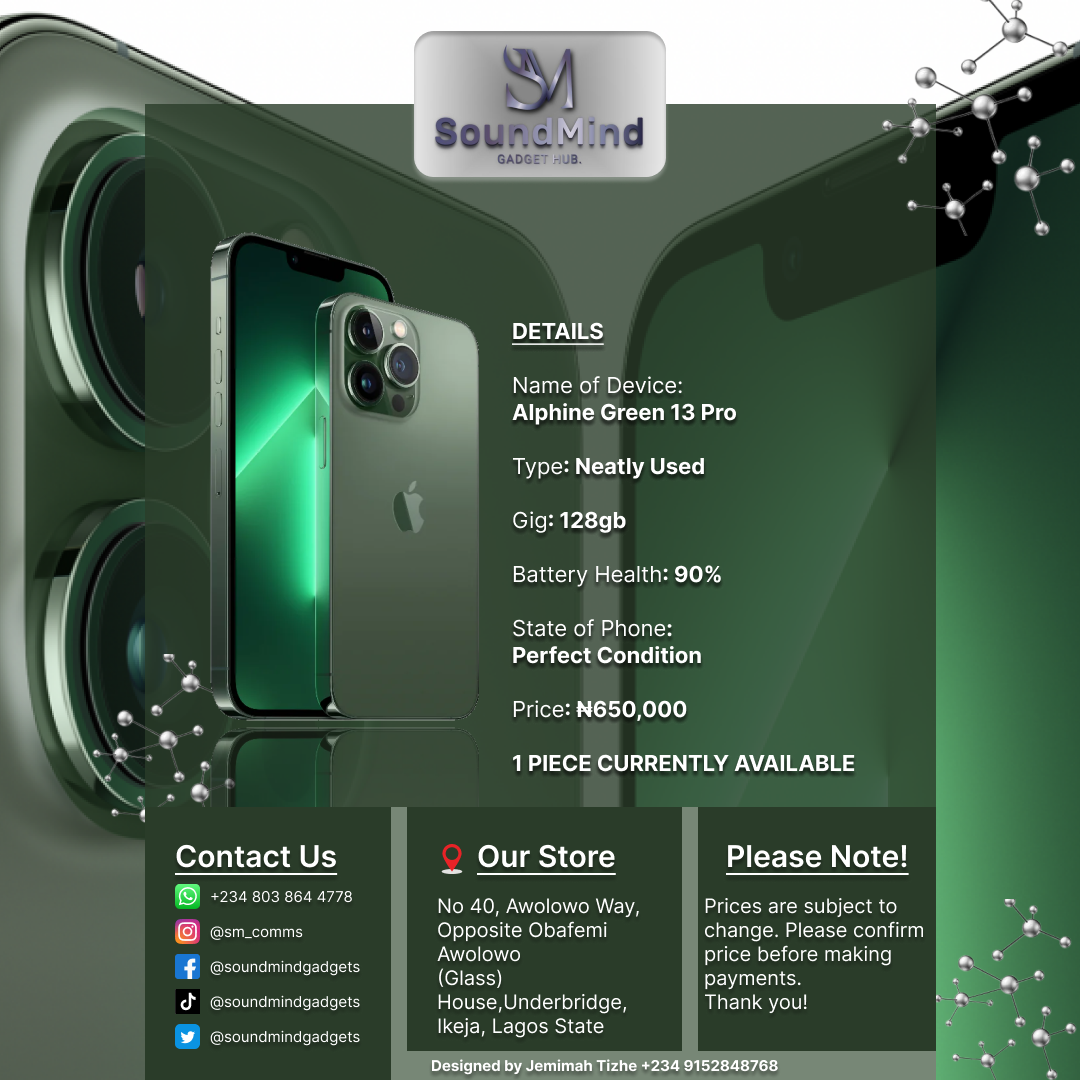 SM
SoundMind
GADGET HUB.
DETAILS
Name of Device:
Alphine Green 13 Pro
Type: Neatly Used
Gig: 128gb
Battery Health: 90%
State of Phone:
Perfect Condition
Price: ₦650,000
1 PIECE CURRENTLY AVAILABLE
Contact Us
+234 803 864 4778
@sm_comms
@soundmindgadgets
@soundmindgadgets
@soundmindgadgets
Our Store
No 40, Awolowo Way,
Opposite Obafemi
Awolowo
(Glass)
House,Underbridge,
Ikeja, Lagos State
Please Note!
Prices are subject to
change. Please confirm
price before making
payments.
Thank you!
Designed by Jemimah Tizhe +234 9152848768